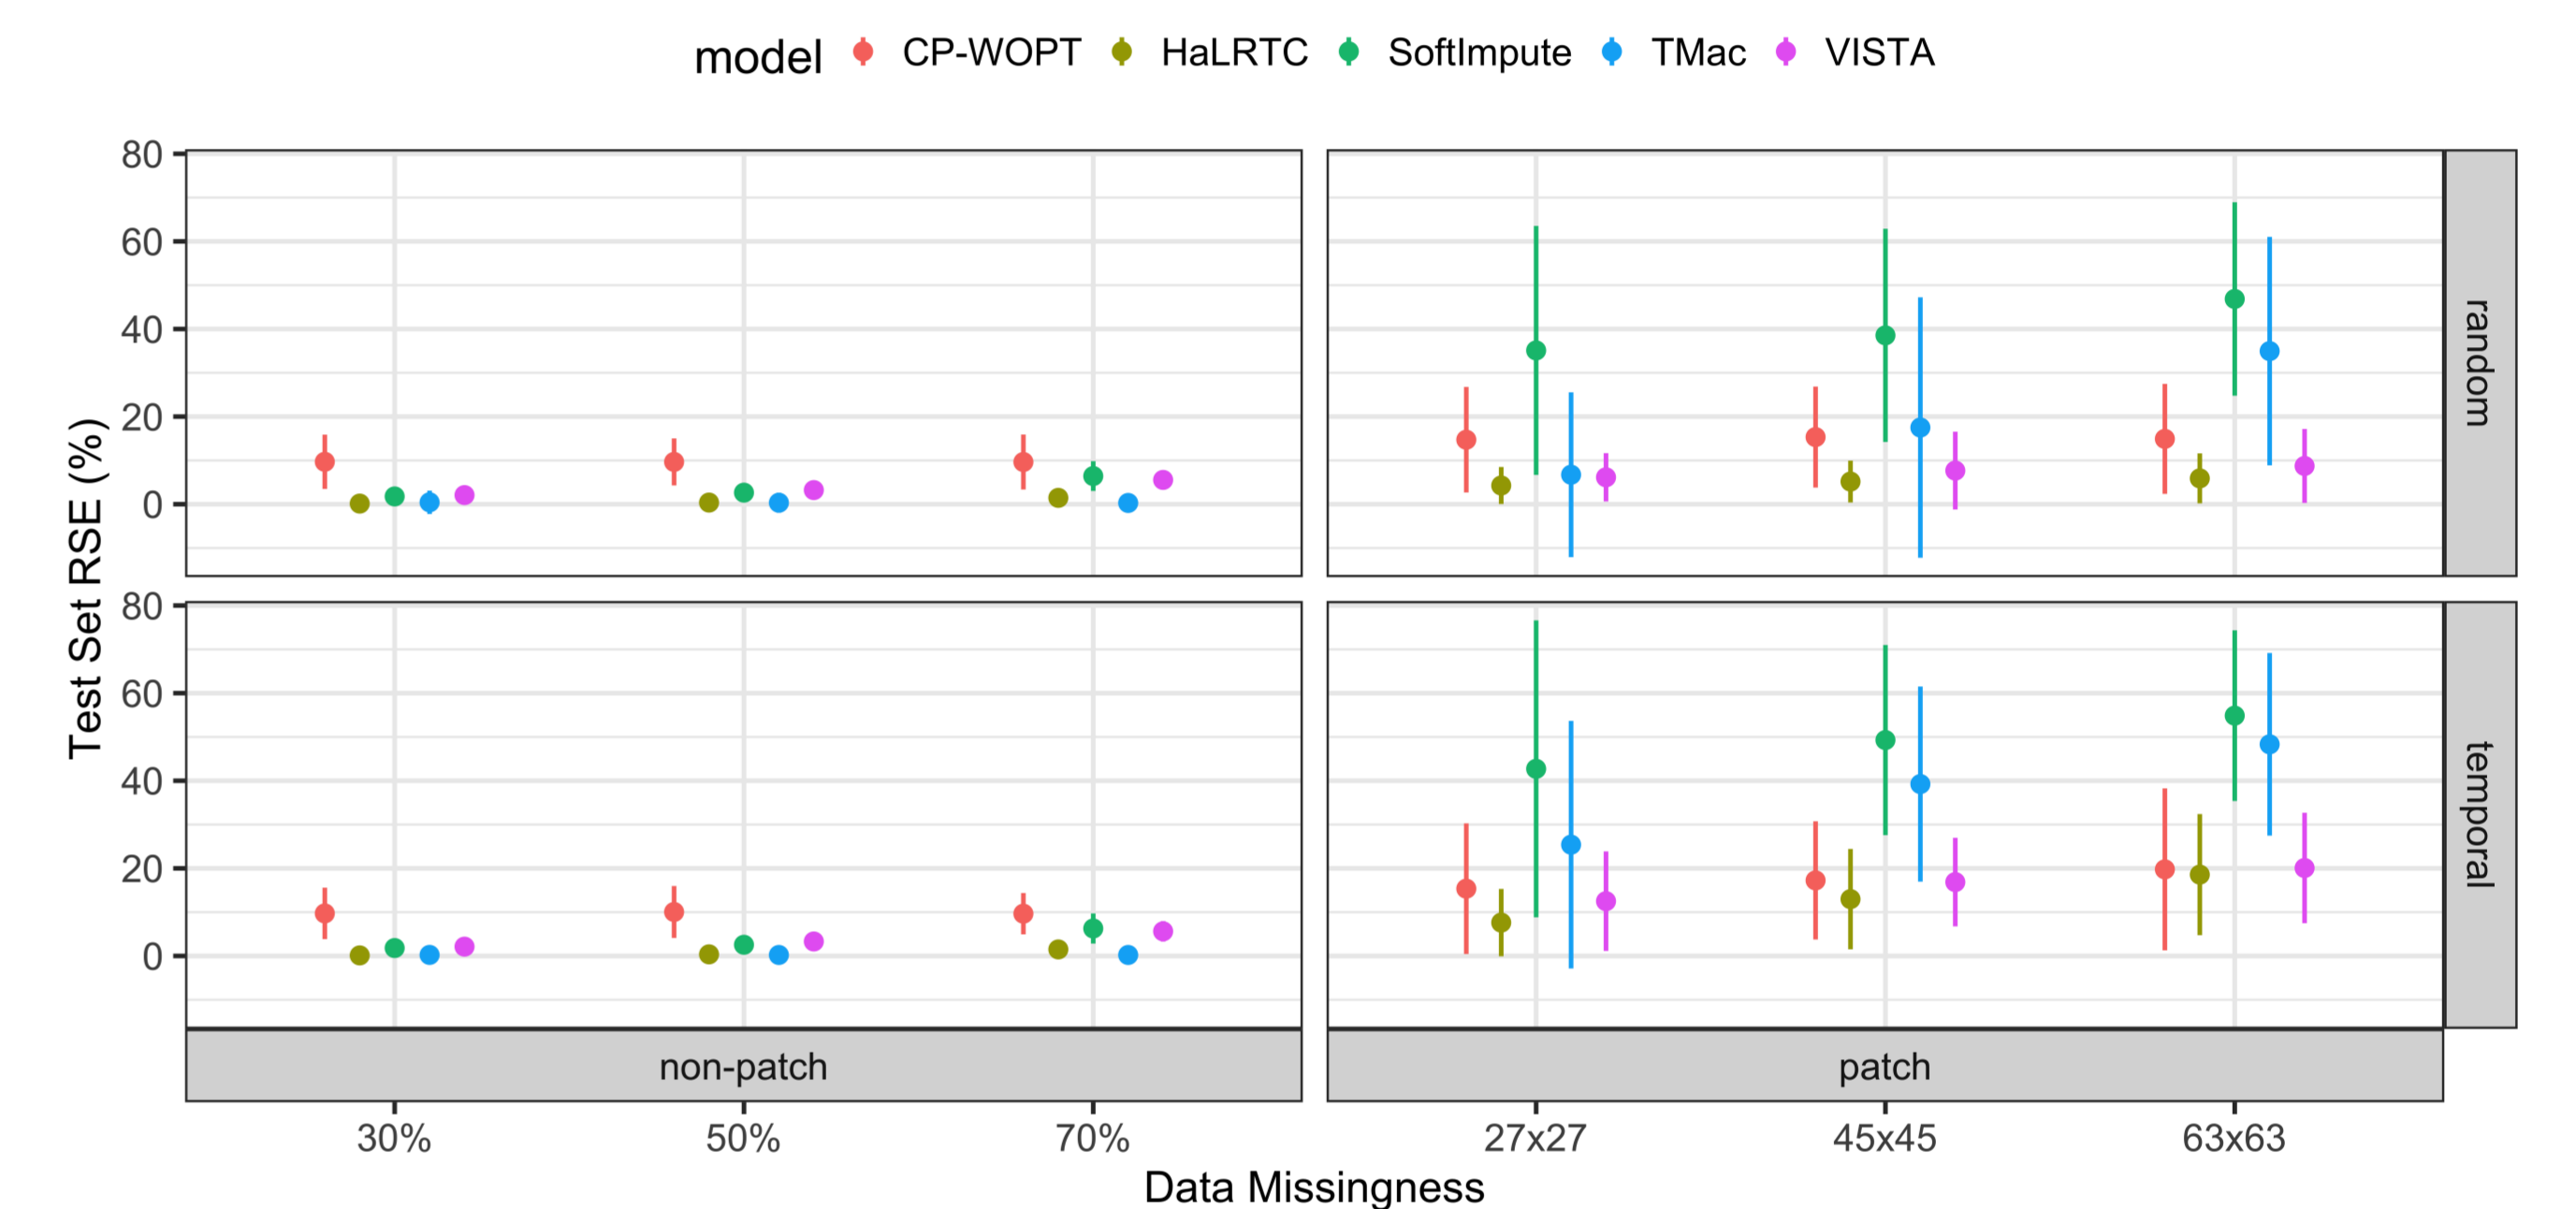 model CP-WOPT HaLRTC SoftImpute TMac VISTA
Test Set RSE (%)
80
60
40
20
0
random
80
60
40
20
0
temporal
non-patch patch
30% 50% 70% 27x27 45x45 63x63
Data Missingness